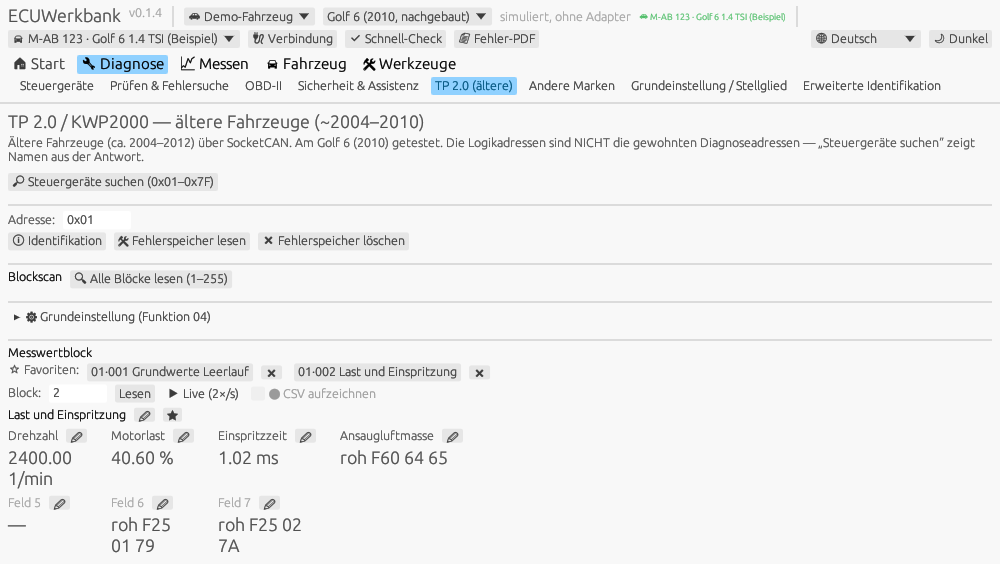 ECUWerkbank v0.1.4 Demo-Fahrzeug Golf 6 (2010, nachgebaut) simuliert, ohne Adapter M-AB 123 · Golf 6 1.4 TSI (Beispiel)
M-AB 123 · Golf 6 1.4 TSI (Beispiel) Verbindung Schnell-Check Fehler-PDF Deutsch Dunkel
Start Diagnose Messen Fahrzeug Werkzeuge
Steuergeräte Prüfen & Fehlersuche OBD-II Sicherheit & Assistenz TP 2.0 (ältere) Andere Marken Grundeinstellung / Stellglied Erweiterte Identifikation
TP 2.0 / KWP2000 — ältere Fahrzeuge (~2004–2010)
Ältere Fahrzeuge (ca. 2004–2012) über SocketCAN. Am Golf 6 (2010) getestet. Die Logikadressen sind NICHT die gewohnten Diagnoseadressen — „Steuergeräte suchen“ zeigt
Namen aus der Antwort.
Steuergeräte suchen (0x01–0x7F)
Adresse: 0x01
Identifikation Fehlerspeicher lesen Fehlerspeicher löschen
Blockscan Alle Blöcke lesen (1–255)
Grundeinstellung (Funktion 04)
Messwertblock
Favoriten: 01·001 Grundwerte Leerlauf 01·002 Last und Einspritzung
Block: 2 Lesen Live (2×/s) CSV aufzeichnen
Last und Einspritzung
Drehzahl Motorlast Einspritzzeit Ansaugluftmasse
2400.00 40.60 % 1.02 ms roh F60 64 65
1/min
Feld 5 Feld 6 Feld 7
— roh F25 roh F25 02
01 79 7A